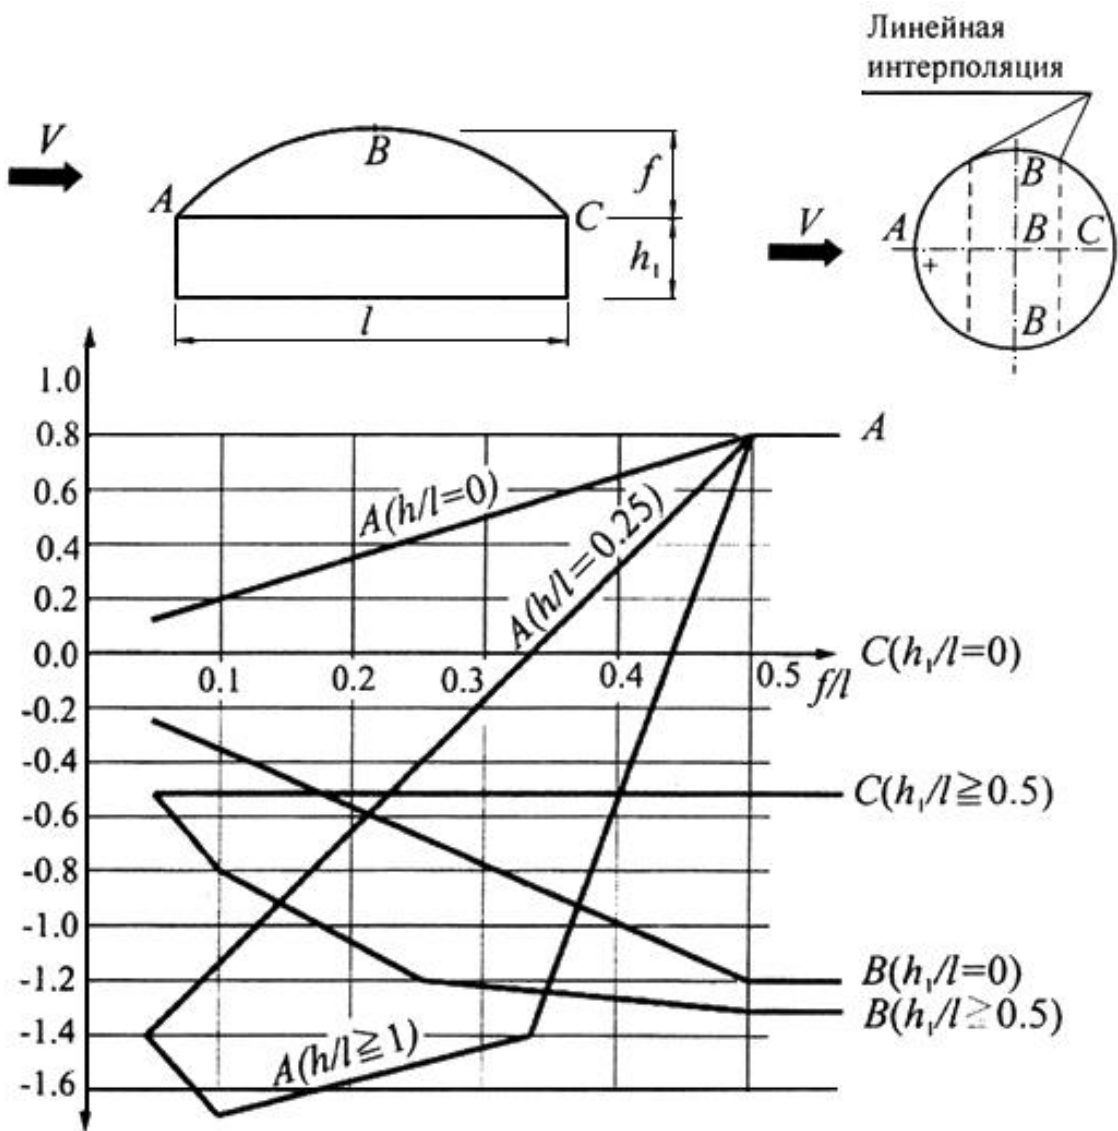 Линейная
интерполяция
V
B
A
C
f
h₁
l
V
A
B
B
C
+
B
1.0
0.8
A
A(h/l=0)
0.6
A(h/l=0.25)
0.4
0.2
0.0
0.1
0.2
0.3
0.4
0.5
f/l
C(h₁/l=0)
-0.2
-0.4
C(h₁/l≧0.5)
-0.6
-0.8
-1.0
-1.2
B(h₁/l=0)
B(h₁/l≧0.5)
-1.4
A(h/l≧1)
-1.6